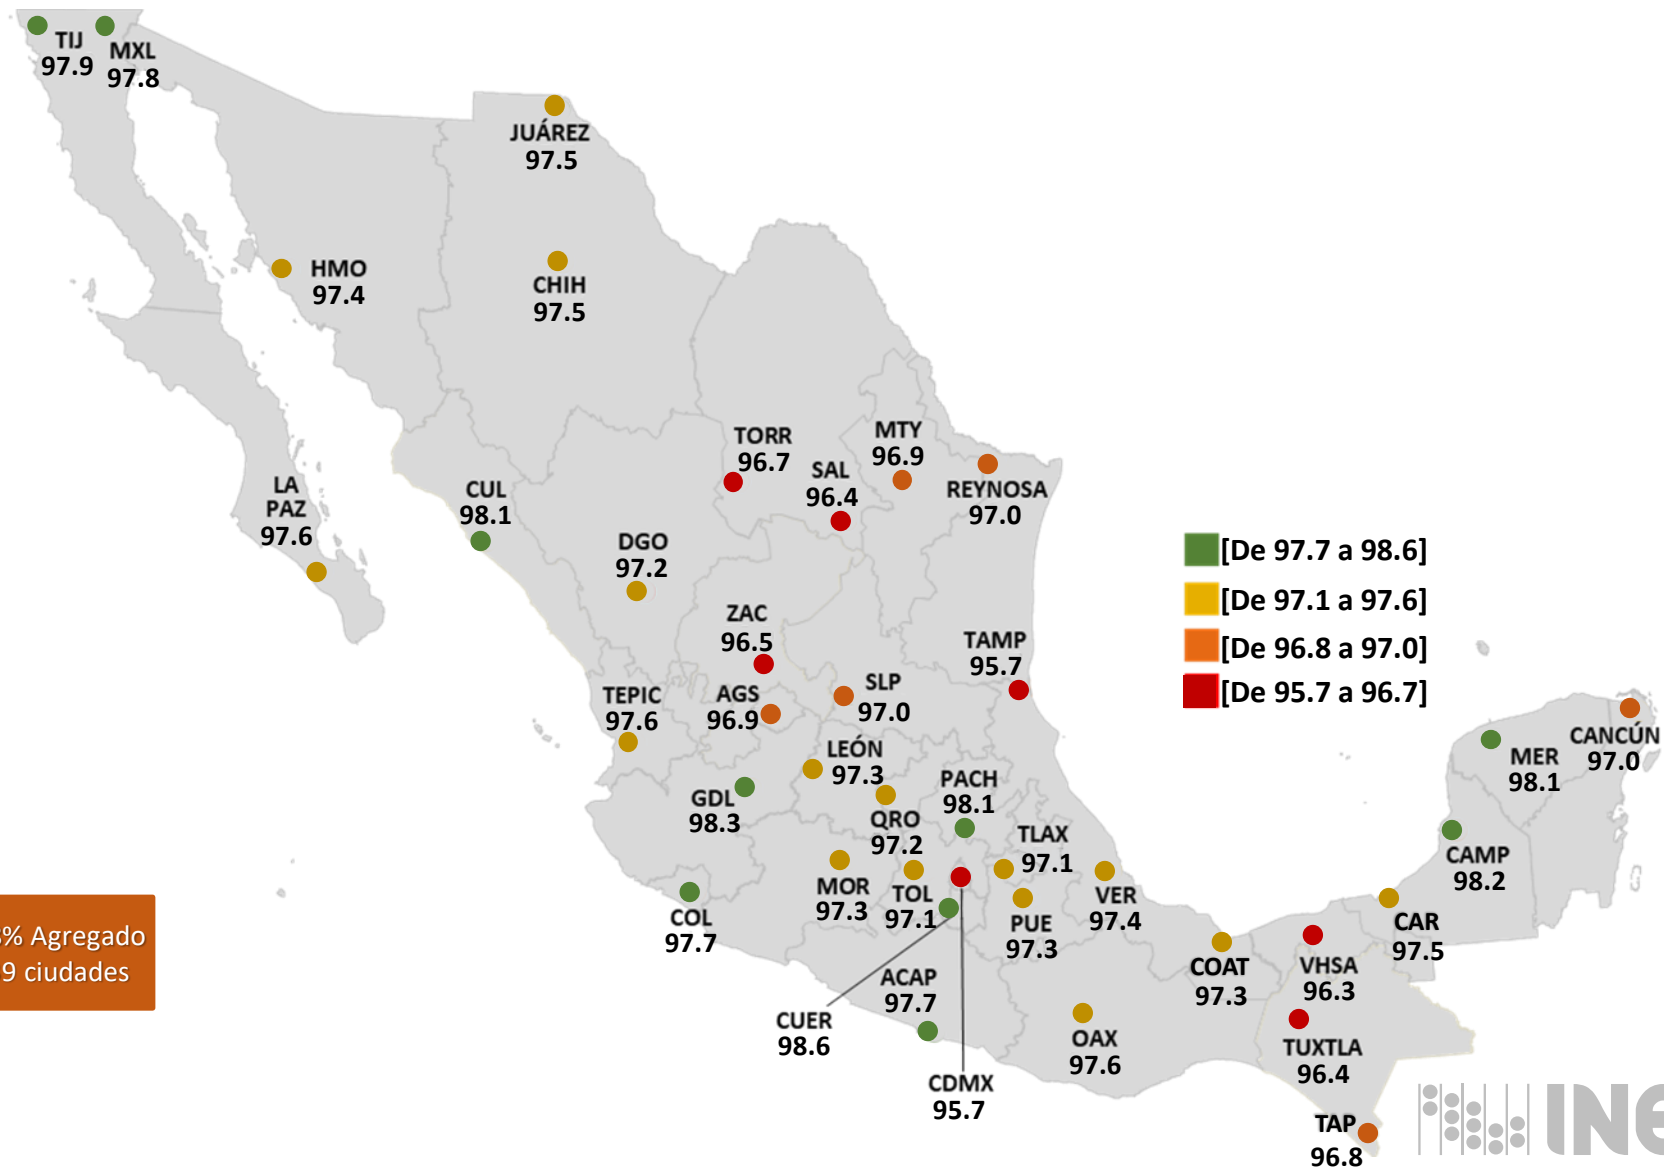 TIJ
97.9
MXL
97.8
JUÁREZ
97.5
HMO
97.4
CHIH
97.5
LA
PAZ
97.6
CUL
98.1
TORR
96.7
SAL
96.4
MTY
96.9
REYNOSA
97.0
DGO
97.2
ZAC
96.5
TAMP
95.7
[De 97.7 a 98.6]
[De 97.1 a 97.6]
[De 96.8 a 97.0]
[De 95.7 a 96.7]
TEPIC
97.6
AGS
96.9
SLP
97.0
LEÓN
97.3
GDL
98.3
QRO
97.2
PACH
98.1
TLAX
97.1
MER
98.1
CANCÚN
97.0
CAMP
98.2
COL
97.7
MOR
97.3
TOL
97.1
PUE
97.3
VER
97.4
CAR
97.5
COAT
97.3
VHSA
96.3
% Agregado
9 ciudades
ACAP
97.7
CUER
98.6
CDMX
95.7
OAX
97.6
TUXTLA
96.4
TAP
96.8
INE